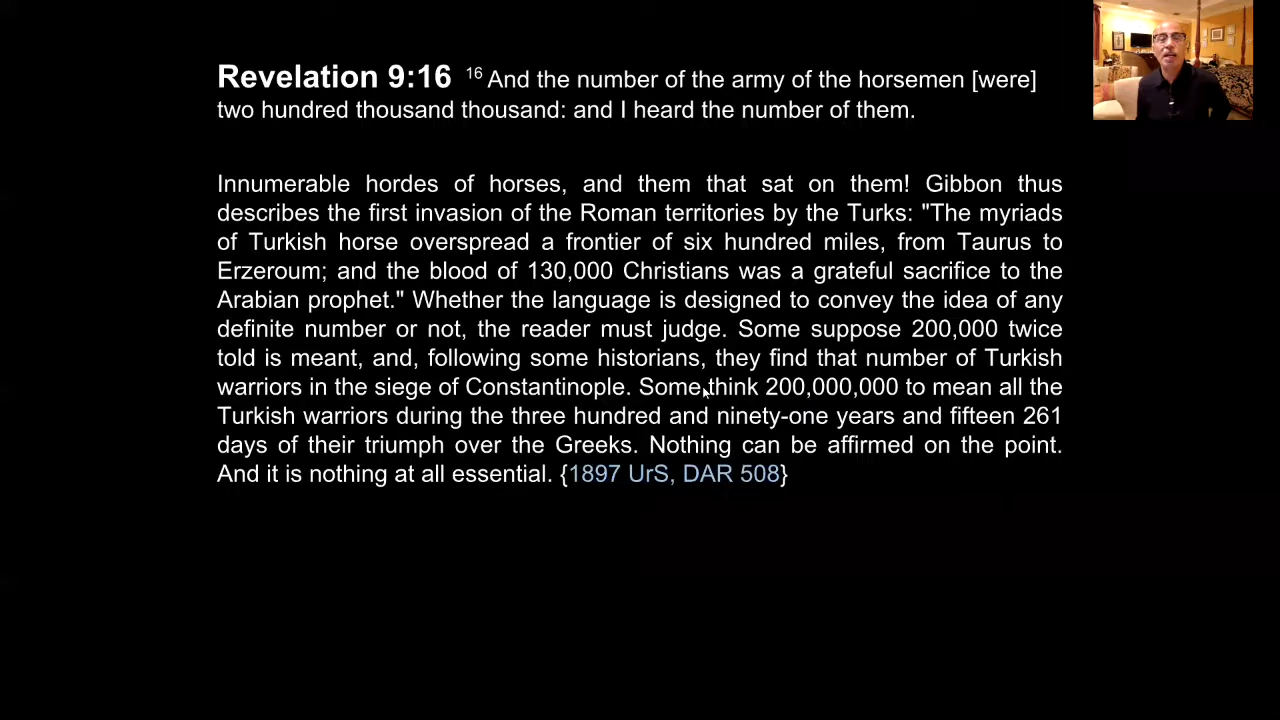 Revelation 9:16 16 And the number of the army of the horsemen [were]
two hundred thousand thousand: and I heard the number of them.
Innumerable hordes of horses, and them that sat on them! Gibbon thus
describes the first invasion of the Roman territories by the Turks: "The myriads
of Turkish horse overspread a frontier of six hundred miles, from Taurus to
Erzeroum; and the blood of 130,000 Christians was a grateful sacrifice to the
Arabian prophet." Whether the language is designed to convey the idea of any
definite number or not, the reader must judge. Some suppose 200,000 twice
told is meant, and, following some historians, they find that number of Turkish
warriors in the siege of Constantinople. Some think 200,000,000 to mean all the
Turkish warriors during the three hundred and ninety-one years and fifteen 261
days of their triumph over the Greeks. Nothing can be affirmed on the point.
And it is nothing at all essential. {1897 UrS, DAR 508}